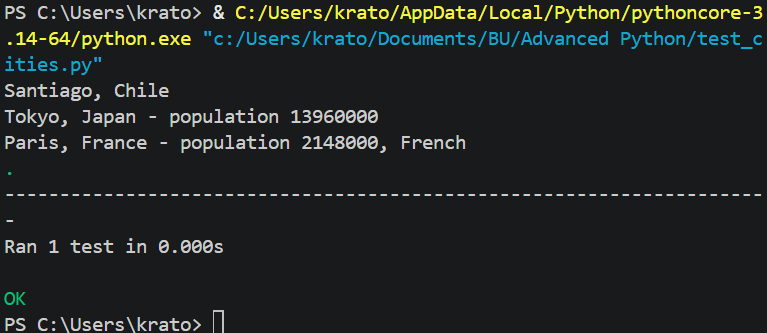 PS C:\Users\krato> & C:/Users/krato/AppData/Local/Python/pythoncore-3
.14-64/python.exe "c:/Users/krato/Documents/BU/Advanced Python/test_c
ities.py"
Santiago, Chile
Tokyo, Japan - population 13960000
Paris, France - population 2148000, French
.
---------------------------------------------------------------------
-
Ran 1 test in 0.000s

OK
PS C:\Users\krato>